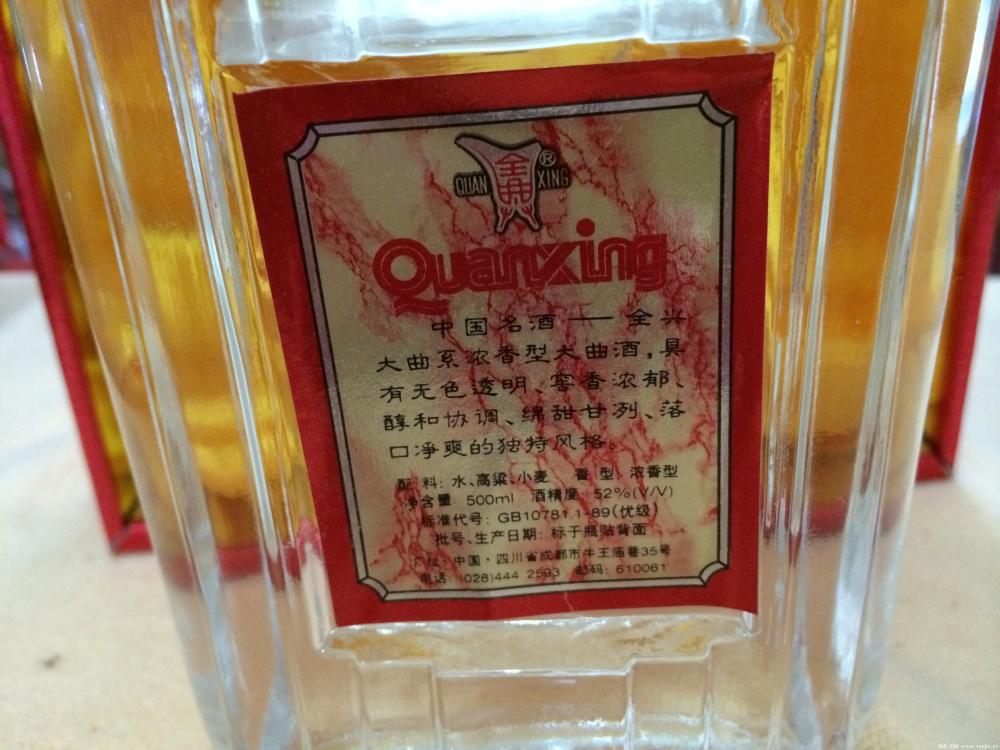 全兴
QUAN XING ®
Quanxing
中国名酒——全兴
大曲系浓香型大曲酒,具
有无色透明、窖香浓郁、
醇和协调、绵甜甘洌、落
口净爽的独特风格。
配料: 水、高粱、小麦 香型: 浓香型
净含量: 500ml 酒精度: 52%(V/V)
标准代号: GB10781.1-89(优级)
批号、生产日期: 标于瓶贴背面
厂址: 中国·四川省成都市牛王庙巷35号
电话: (028)444 2593 邮码: 610061